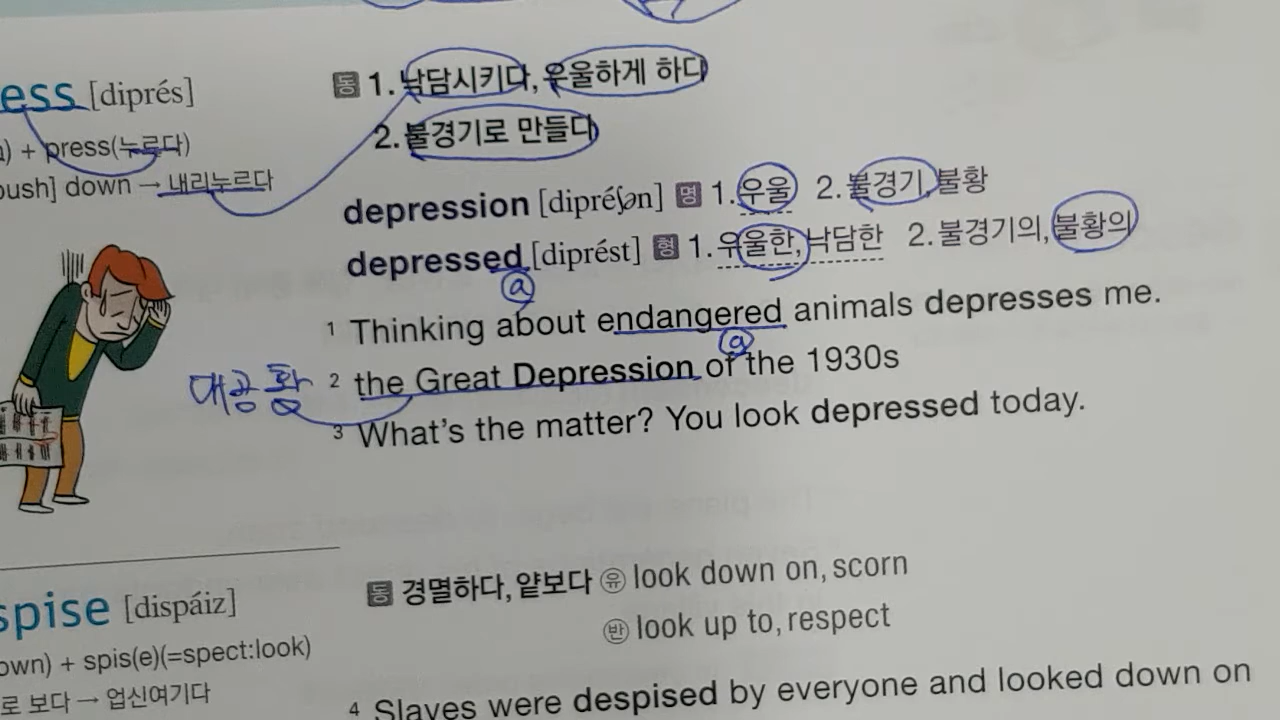 ess [diprés]
동 1. 낙담시키다, 우울하게 하다
) + press(누르다)
2. 불경기로 만들다
push] down → 내리누르다
depression [dipréʃən] 명 1. 우울 2. 불경기, 불황
depressed [diprést] 형 1. 우울한, 낙담한 2. 불경기의, 불황의
ⓐ
1 Thinking about endangered animals depresses me.
ⓐ
대공황 2 the Great Depression of the 1930s
3 What's the matter? You look depressed today.
spise [dispáiz]
동 경멸하다, 얕보다 유 look down on, scorn
own) + spis(e)(=spect:look)
반 look up to, respect
로 보다 → 업신여기다
4 Slaves were despised by everyone and looked down on